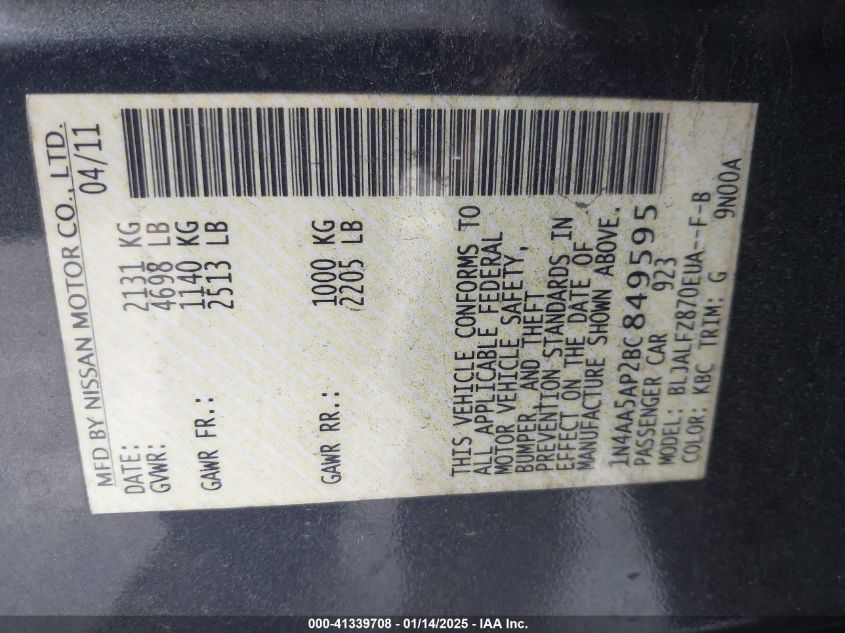 MFD BY NISSAN MOTOR CO., LTD.
DATE: 04/11
GVWR: 2131 KG
4698 LB
GAWR FR.: 1140 KG
2513 LB
GAWR RR.: 1000 KG
2205 LB
THIS VEHICLE CONFORMS TO
ALL APPLICABLE FEDERAL
MOTOR VEHICLE SAFETY,
BUMPER, AND THEFT
PREVENTION STANDARDS IN
EFFECT ON THE DATE OF
MANUFACTURE SHOWN ABOVE.
1N4AA5AP2BC849595
PASSENGER CAR 923
MODEL: BLJALFZ870EUA--F-B
COLOR: KBC TRIM: G 9N00A
000-41339708 - 01/14/2025 - IAA Inc.